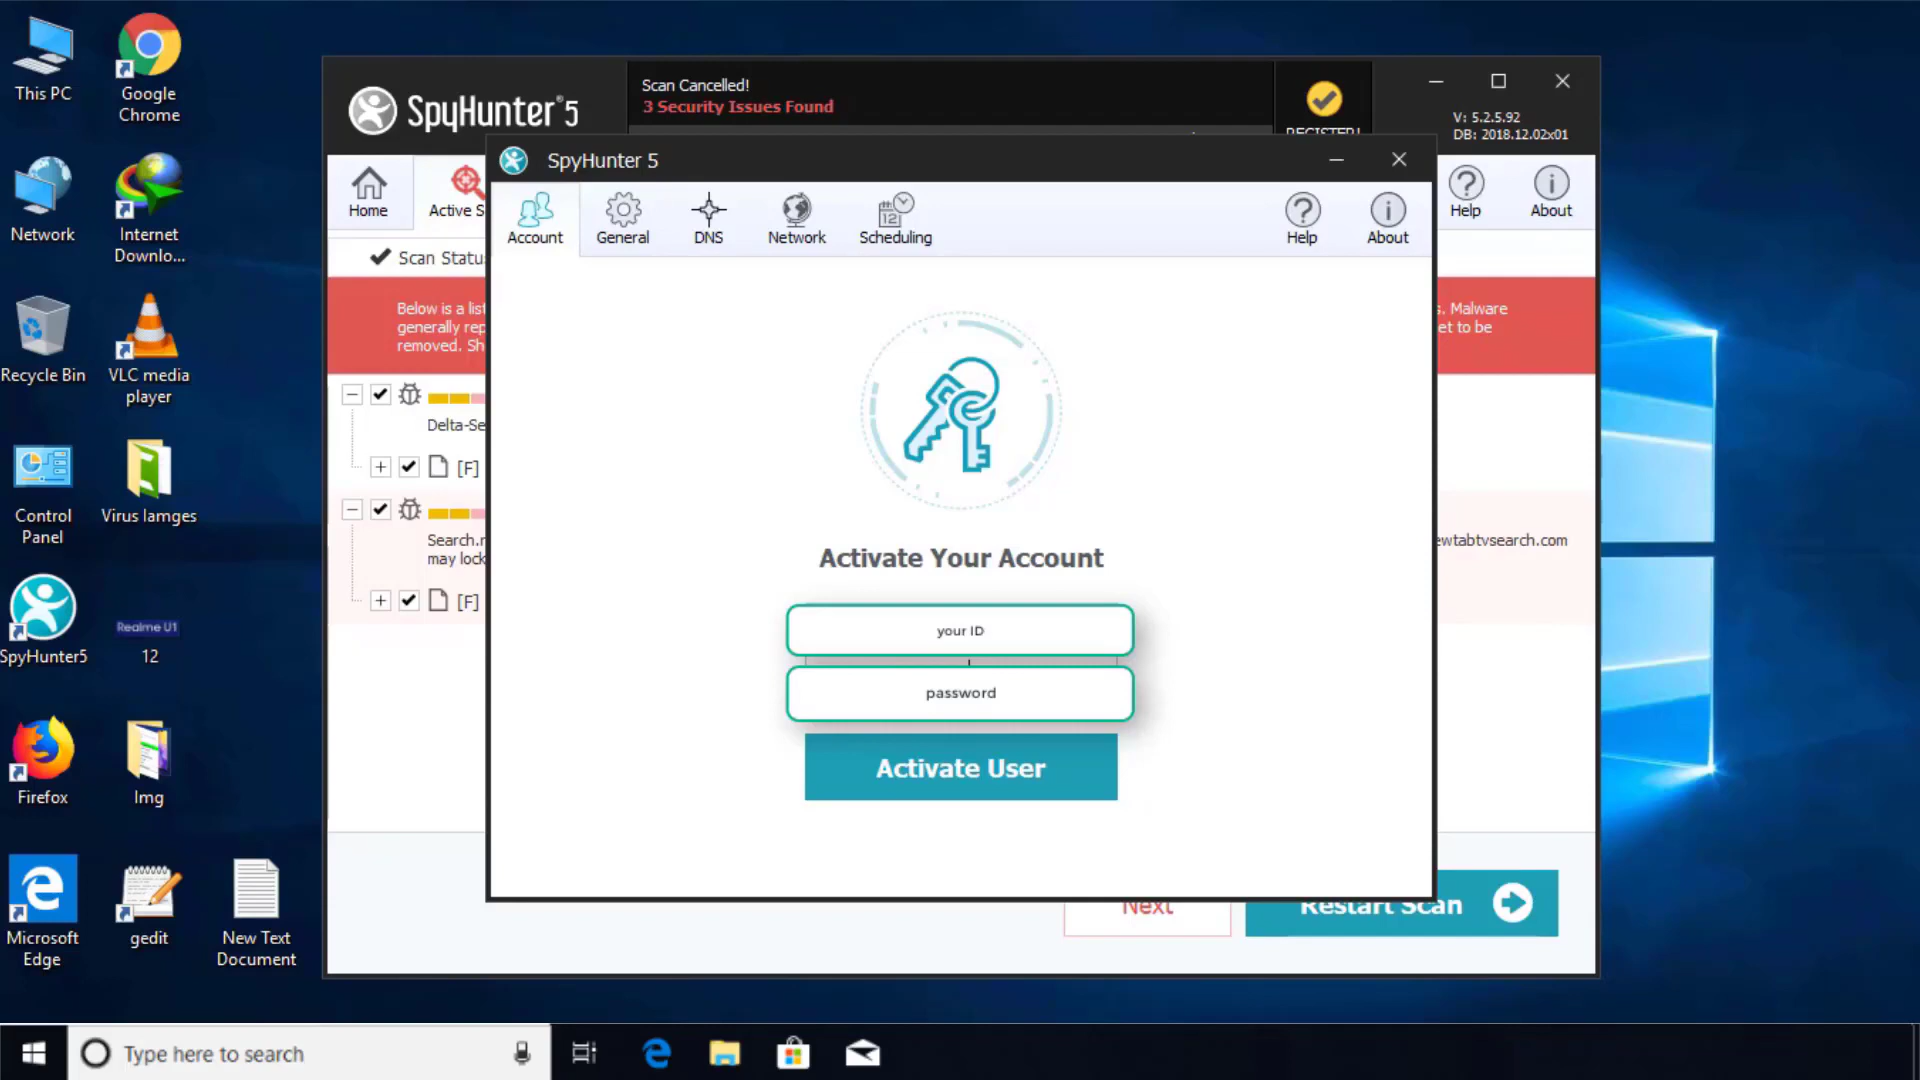 This PC
Google
Chrome
Network
Internet
Downlo...
Recycle Bin
VLC media
player
Control
Panel
Virus Iamges
SpyHunter5
Realme U1
12
Firefox
Img
Microsoft
Edge
gedit
New Text
Document
SpyHunter® 5
Scan Cancelled!
3 Security Issues Found
REGISTER!
V: 5.2.5.92
DB: 2018.12.02x01
Home
Active S
Help
About
Scan Statu
Below is a list
generally rep
removed. Sh
s. Malware
et to be
Delta-Se
[F]
Search.
may lock
ewtabtvsearch.com
[F]
Next
Restart Scan
SpyHunter 5
Account
General
DNS
12
Network
Scheduling
Help
About
Activate Your Account
your ID
password
Activate User
Type here to search